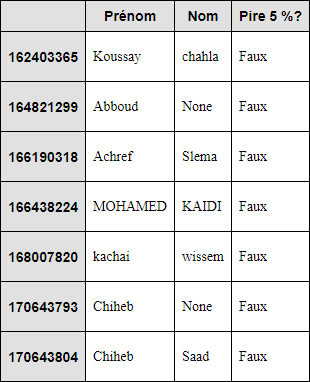 Prénom Nom Pire 5 %?
162403365 Koussay chahla Faux
164821299 Abboud None Faux
166190318 Achref Slema Faux
166438224 MOHAMED KAIDI Faux
168007820 kachai wissem Faux
170643793 Chiheb None Faux
170643804 Chiheb Saad Faux